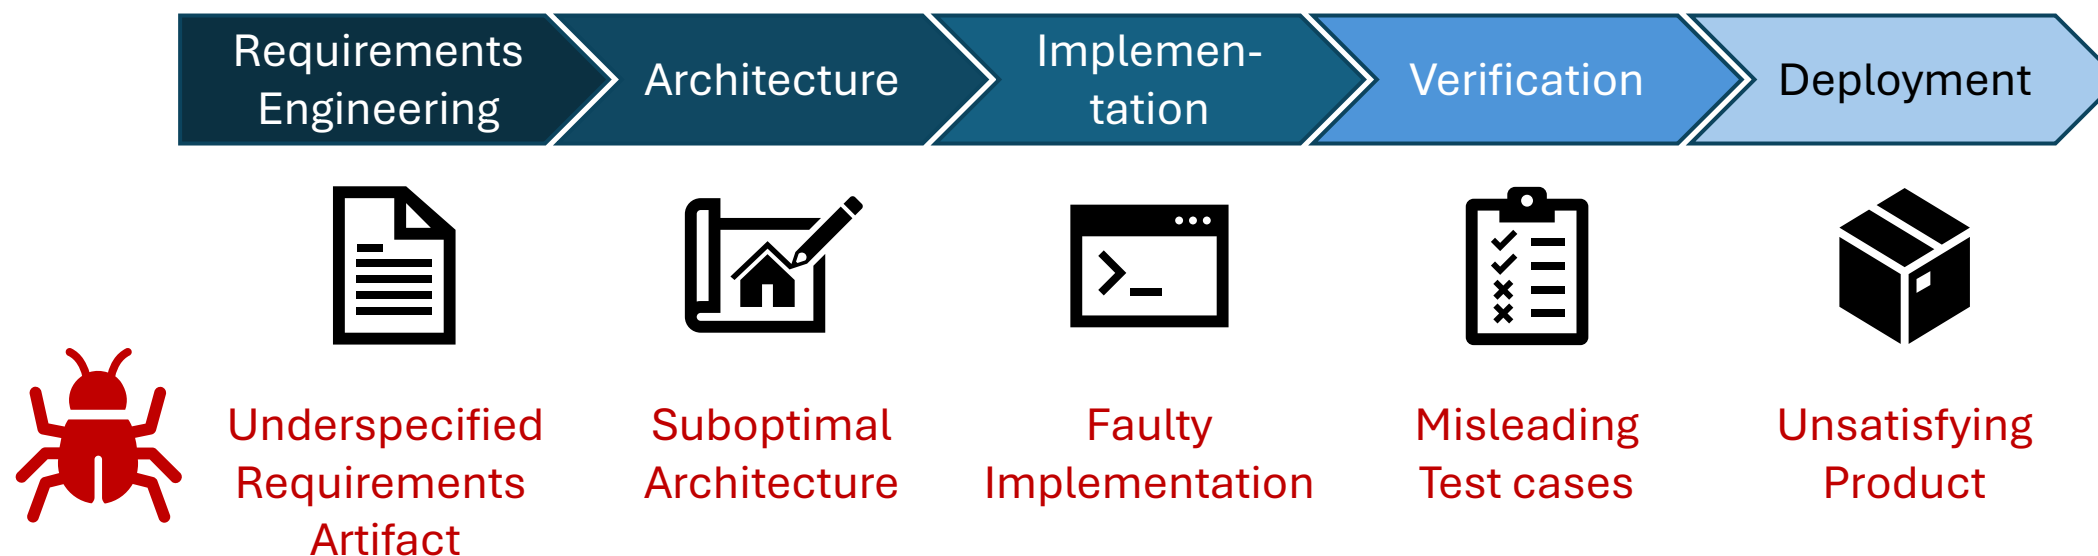 Requirements
Engineering
Architecture
Implemen-
tation
Verification
Deployment
Underspecified
Requirements
Artifact
Suboptimal
Architecture
Faulty
Implementation
Misleading
Test cases
Unsatisfying
Product